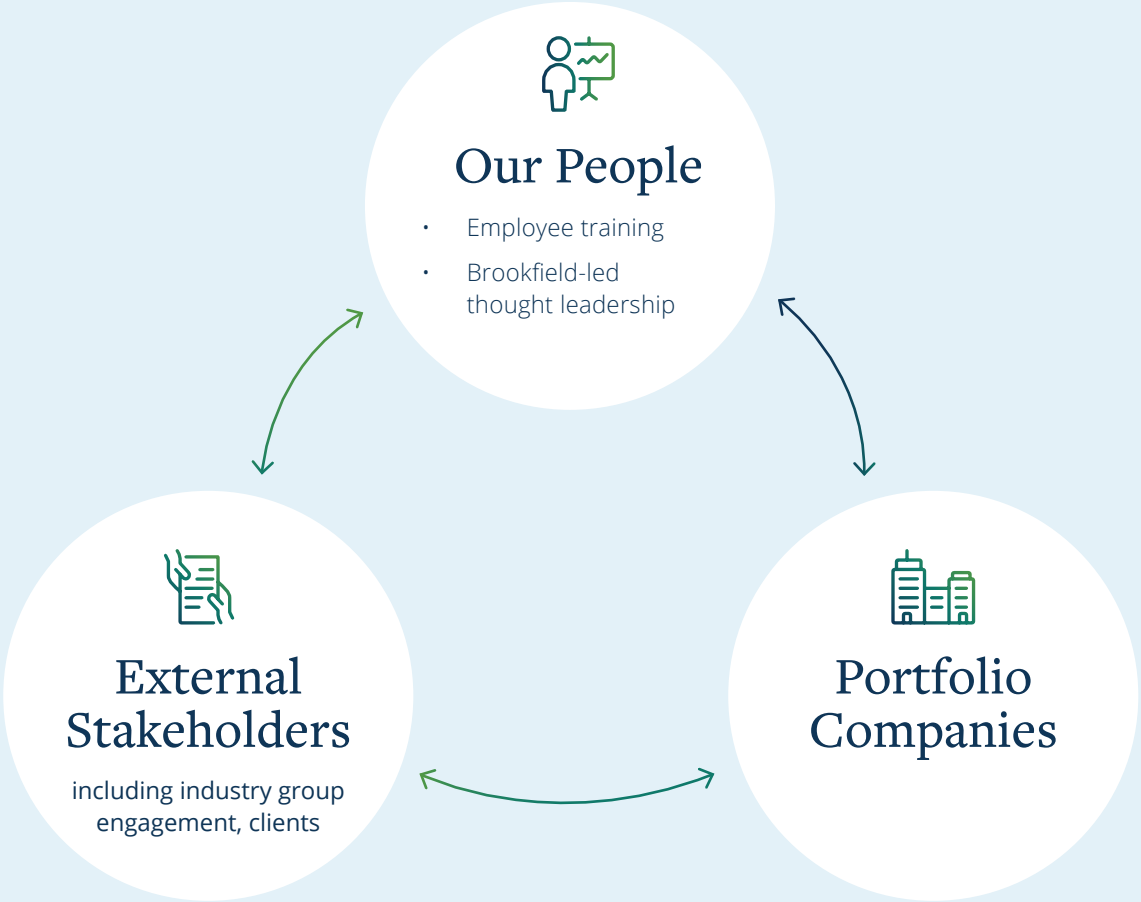 Our People
• Employee training
• Brookfield-led
thought leadership
External
Stakeholders
including industry group
engagement, clients
Portfolio
Companies